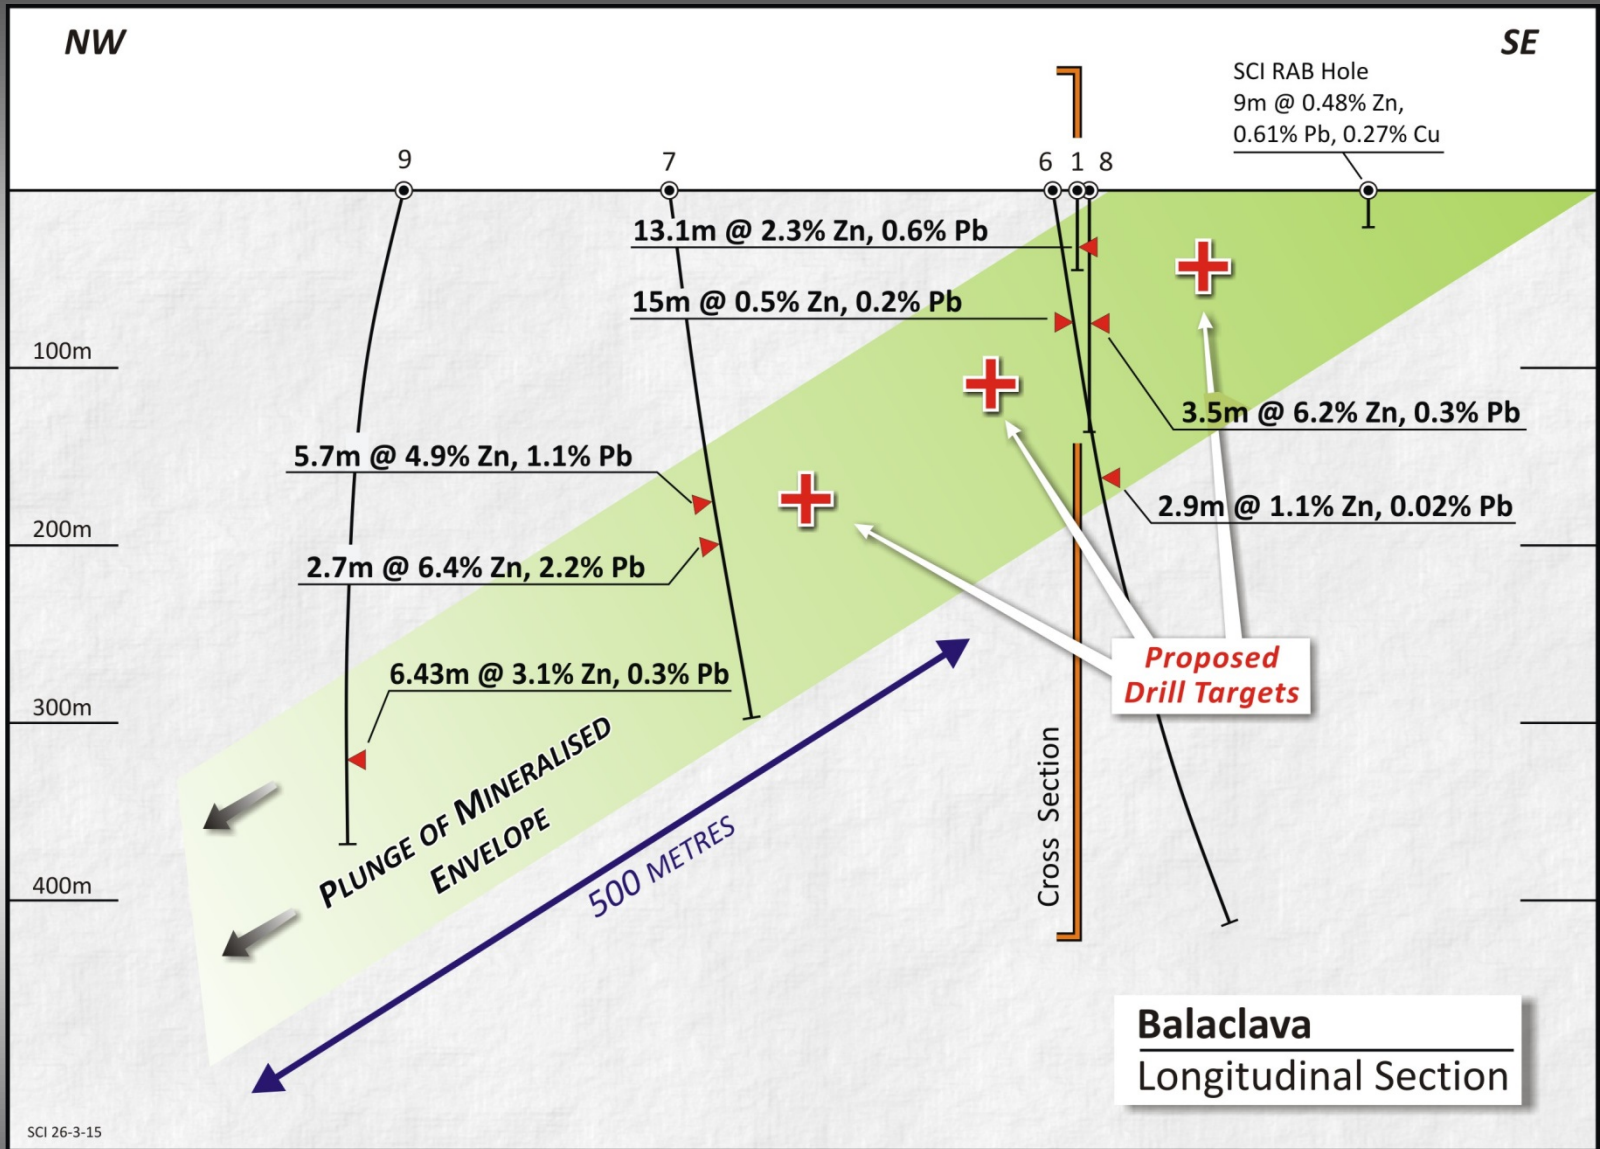 NW
SE
SCI RAB Hole
9m @ 0.48% Zn,
0.61% Pb, 0.27% Cu
9
7
6
1
8
13.1m @ 2.3% Zn, 0.6% Pb
15m @ 0.5% Zn, 0.2% Pb
100m
3.5m @ 6.2% Zn, 0.3% Pb
5.7m @ 4.9% Zn, 1.1% Pb
2.9m @ 1.1% Zn, 0.02% Pb
200m
2.7m @ 6.4% Zn, 2.2% Pb
Proposed
Drill Targets
6.43m @ 3.1% Zn, 0.3% Pb
300m
PLUNGE OF MINERALISED
ENVELOPE
500 METRES
Cross Section
400m
Balaclava
Longitudinal Section
SCI 26-3-15